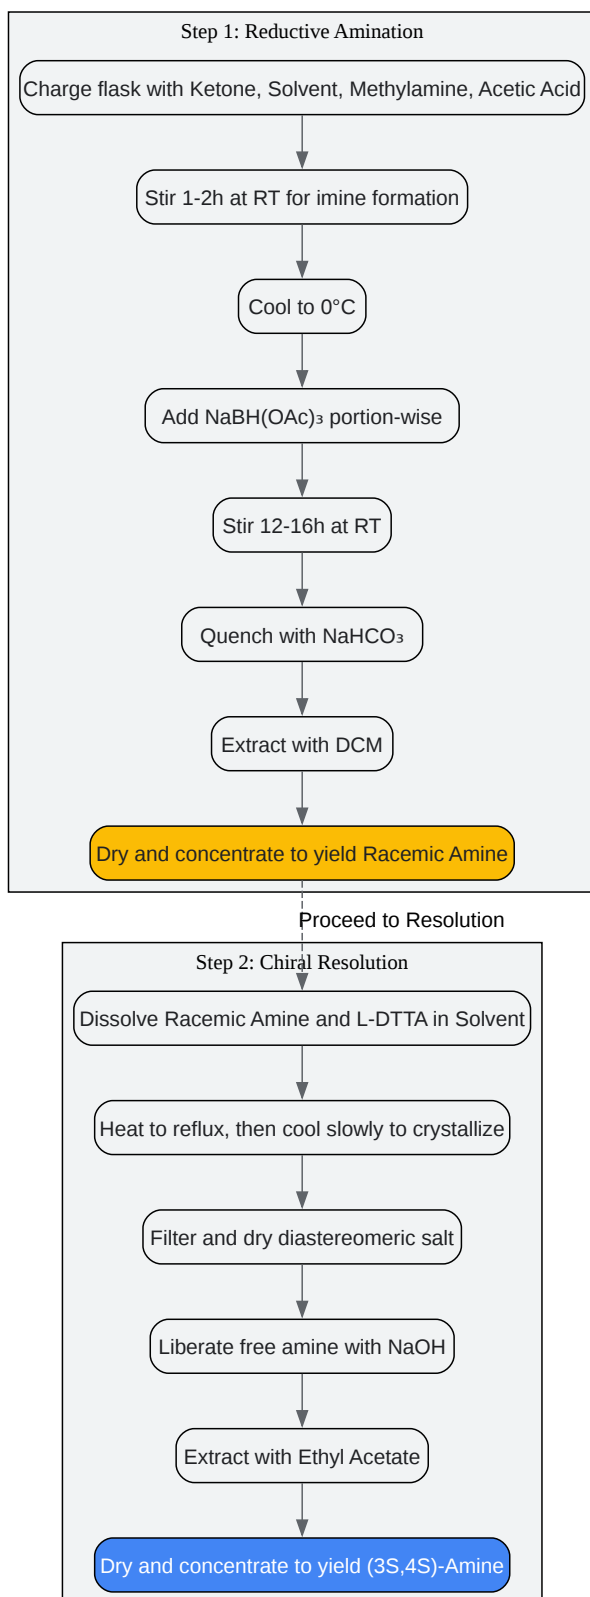 Step 1: Reductive Amination
Charge flask with Ketone, Solvent, Methylamine, Acetic Acid
Stir 1-2h at RT for imine formation
Cool to 0°C
Add NaBH(OAc)₃ portion-wise
Stir 12-16h at RT
Quench with NaHCO₃
Extract with DCM
Dry and concentrate to yield Racemic Amine
Proceed to Resolution
Step 2: Chiral Resolution
Dissolve Racemic Amine and L-DTTA in Solvent
Heat to reflux, then cool slowly to crystallize
Filter and dry diastereomeric salt
Liberate free amine with NaOH
Extract with Ethyl Acetate
Dry and concentrate to yield (3S,4S)-Amine